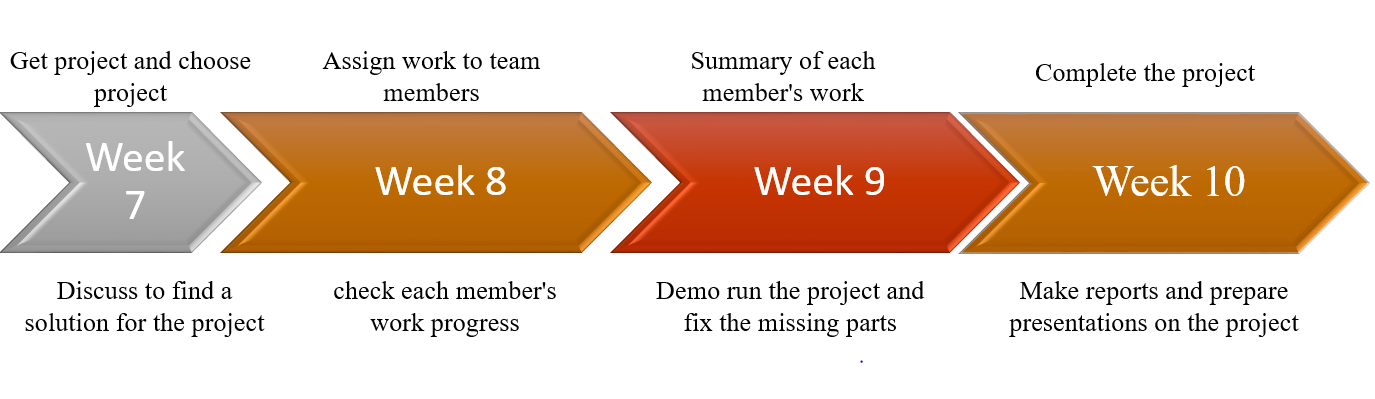 Get project and choose
project
Assign work to team
members
Summary of each
member's work
Complete the project
Week
7
Week 8
Week 9
Week 10
Discuss to find a
solution for the project
check each member's
work progress
Demo run the project and
fix the missing parts
Make reports and prepare
presentations on the project
.